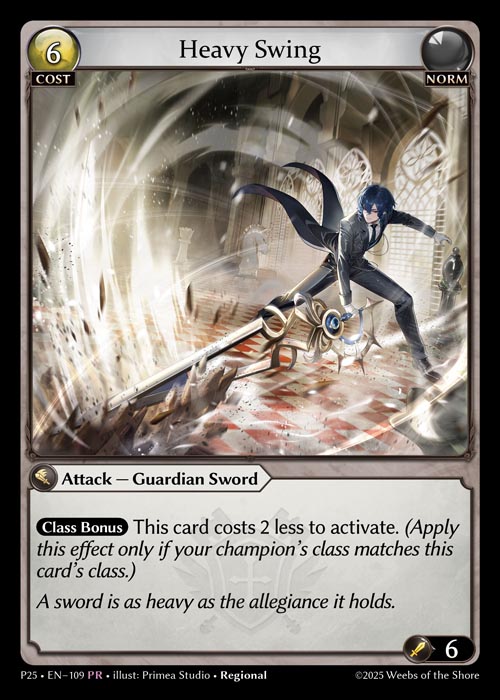 6
Heavy Swing
COST
NORM
Attack — Guardian Sword
Class Bonus This card costs 2 less to activate. (Apply
this effect only if your champion's class matches this
card's class.)
A sword is as heavy as the allegiance it holds.
6
P25 • EN–109 PR • illust: Primea Studio • Regional
©2025 Weebs of the Shore